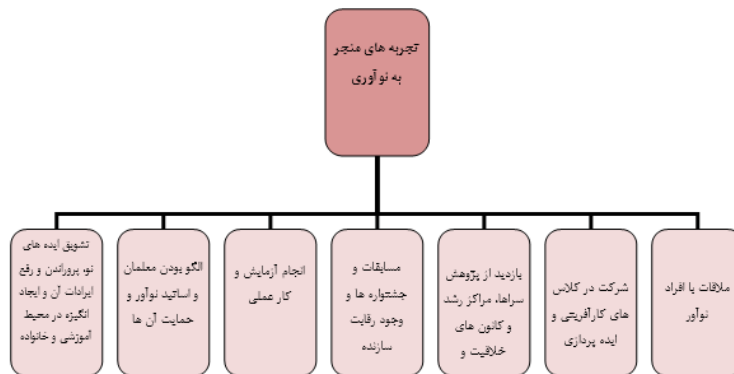 تجربه های منجر
به نوآوری
ملاقات با افراد
نوآور
شرکت در کلاس
های کارآفرینی و
ایده پردازی
بازدید از پژوهش
سراها، مراکز رشد
و کانون های
خلاقیت و
مسابقات و
جشنواره ها و
وجود رقابت
سازنده
انجام آزمایش و
کار عملی
الگو بودن معلمان
و اساتید نوآور و
حمایت آن ها
تشویق ایده های
نو، پروراندن و رفع
ایرادات آن و ایجاد
انگیزه در محیط
آموزشی و خانواده